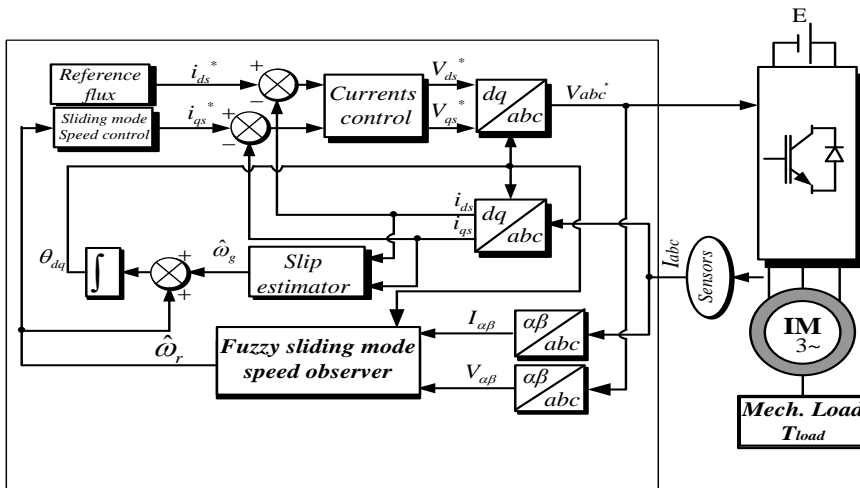 E
Reference
flux
i_ds*
V_ds*
Currents
control
dq
abc
V_abc*
Sliding mode
Speed control
i_qs*
V_qs*
+
−
+
−
i_ds
i_qs
dq
abc
I_abc
Sensors
θ_dq
∫
+
+
ω̂_g
Slip
estimator
ω̂_r
Fuzzy sliding mode
speed observer
I_αβ
αβ
abc
V_αβ
αβ
abc
IM
3~
Mech. Load
T_load